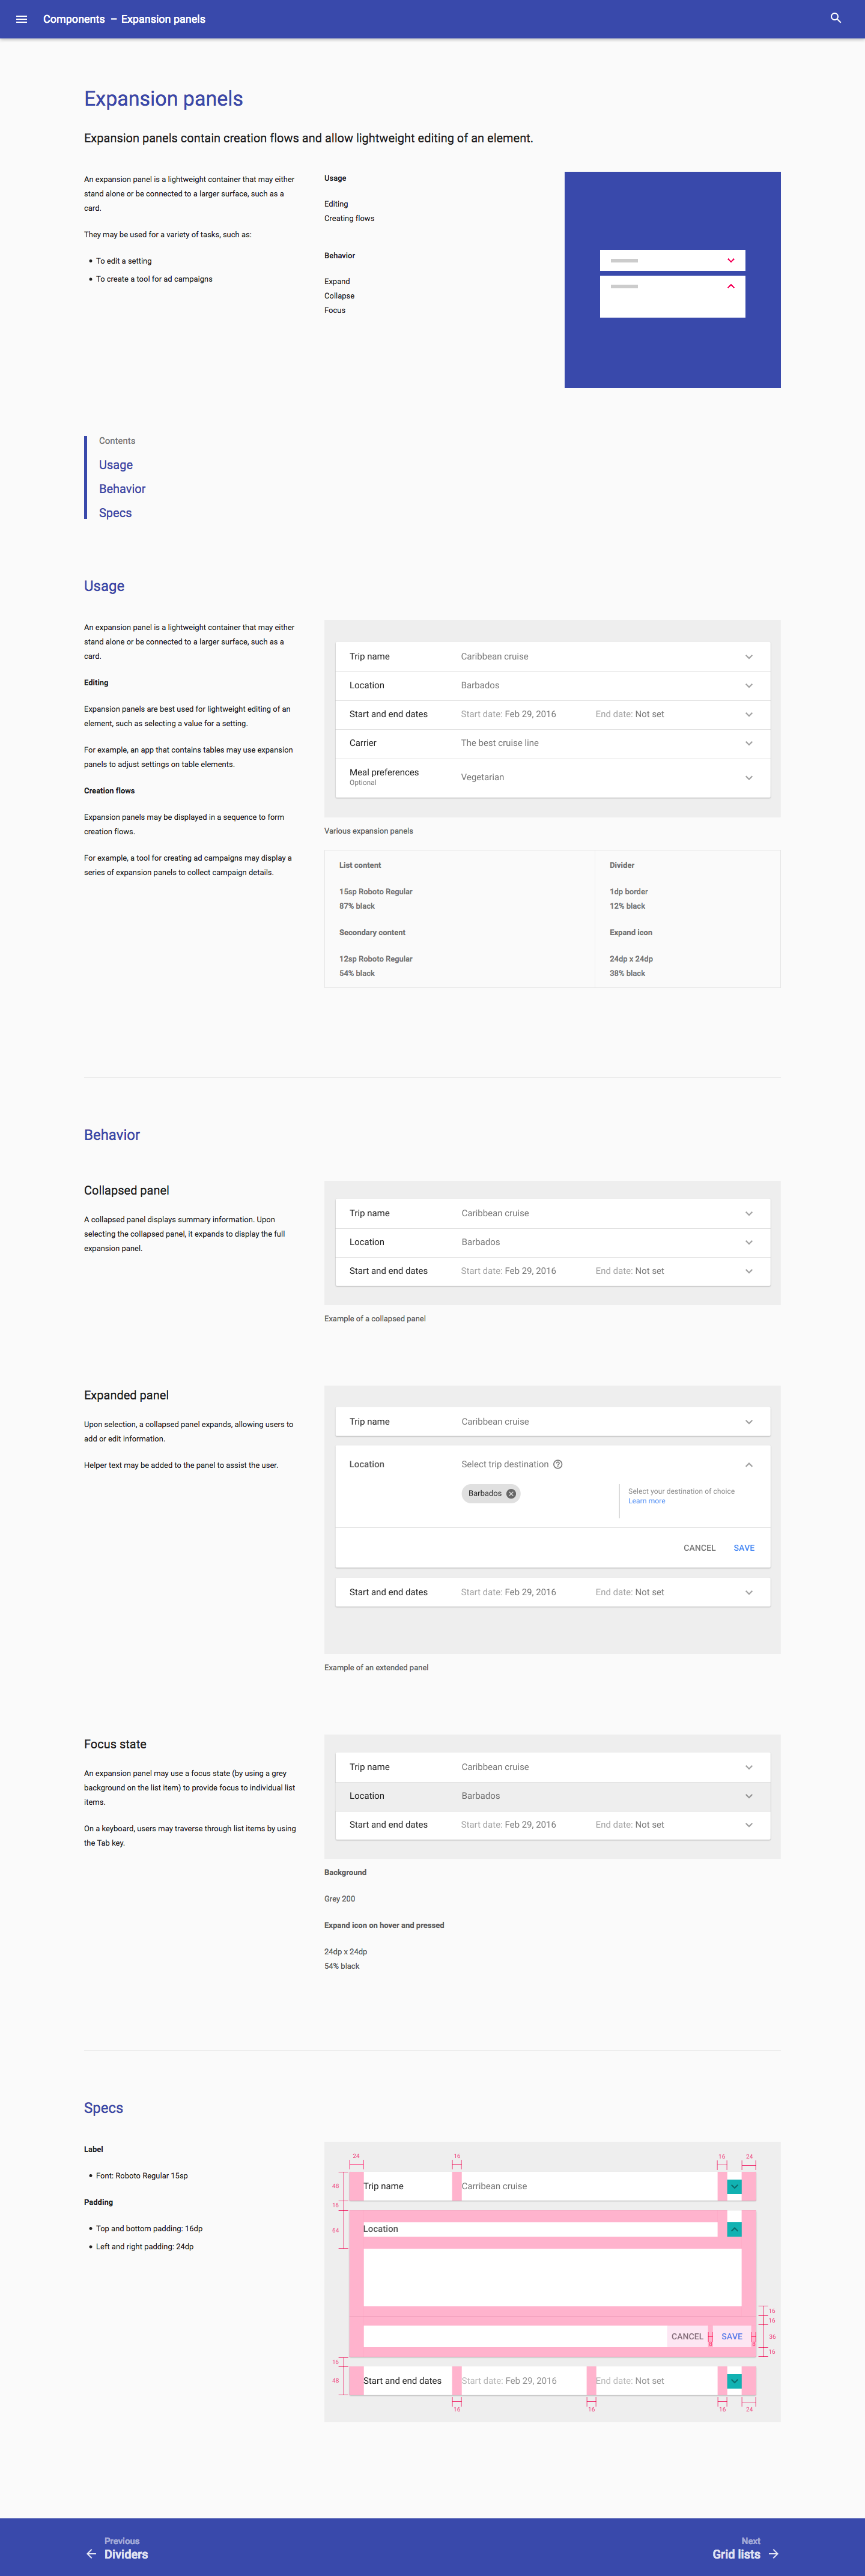 Components – Expansion panels
Expansion panels
Expansion panels contain creation flows and allow lightweight editing of an element.
An expansion panel is a lightweight container that may either
stand alone or be connected to a larger surface, such as a
card.
They may be used for a variety of tasks, such as:
• To edit a setting
• To create a tool for ad campaigns
Usage
Editing
Creating flows
Behavior
Expand
Collapse
Focus
Contents
Usage
Behavior
Specs
Usage
An expansion panel is a lightweight container that may either
stand alone or be connected to a larger surface, such as a
card.
Editing
Expansion panels are best used for lightweight editing of an
element, such as selecting a value for a setting.
For example, an app that contains tables may use expansion
panels to adjust settings on table elements.
Creation flows
Expansion panels may be displayed in a sequence to form
creation flows.
For example, a tool for creating ad campaigns may display a
series of expansion panels to collect campaign details.
Trip name Caribbean cruise
Location Barbados
Start and end dates Start date: Feb 29, 2016 End date: Not set
Carrier The best cruise line
Meal preferences Vegetarian
Optional
Various expansion panels
List content
15sp Roboto Regular
87% black
Secondary content
12sp Roboto Regular
54% black
Divider
1dp border
12% black
Expand icon
24dp x 24dp
38% black
Behavior
Collapsed panel
A collapsed panel displays summary information. Upon
selecting the collapsed panel, it expands to display the full
expansion panel.
Trip name Caribbean cruise
Location Barbados
Start and end dates Start date: Feb 29, 2016 End date: Not set
Example of a collapsed panel
Expanded panel
Upon selection, a collapsed panel expands, allowing users to
add or edit information.
Helper text may be added to the panel to assist the user.
Trip name Caribbean cruise
Location Select trip destination
Barbados
Select your destination of choice
Learn more
CANCEL SAVE
Start and end dates Start date: Feb 29, 2016 End date: Not set
Example of an extended panel
Focus state
An expansion panel may use a focus state (by using a grey
background on the list item) to provide focus to individual list
items.
On a keyboard, users may traverse through list items by using
the Tab key.
Trip name Caribbean cruise
Location Barbados
Start and end dates Start date: Feb 29, 2016 End date: Not set
Background
Grey 200
Expand icon on hover and pressed
24dp x 24dp
54% black
Specs
Label
• Font: Roboto Regular 15sp
Padding
• Top and bottom padding: 16dp
• Left and right padding: 24dp
24 16 16 24
48 Trip name Carribean cruise
16
64 Location
16
16
CANCEL SAVE 36
16
16
48 Start and end dates Start date: Feb 29, 2016 End date: Not set
16 16 16 24
Previous
Dividers
Next
Grid lists